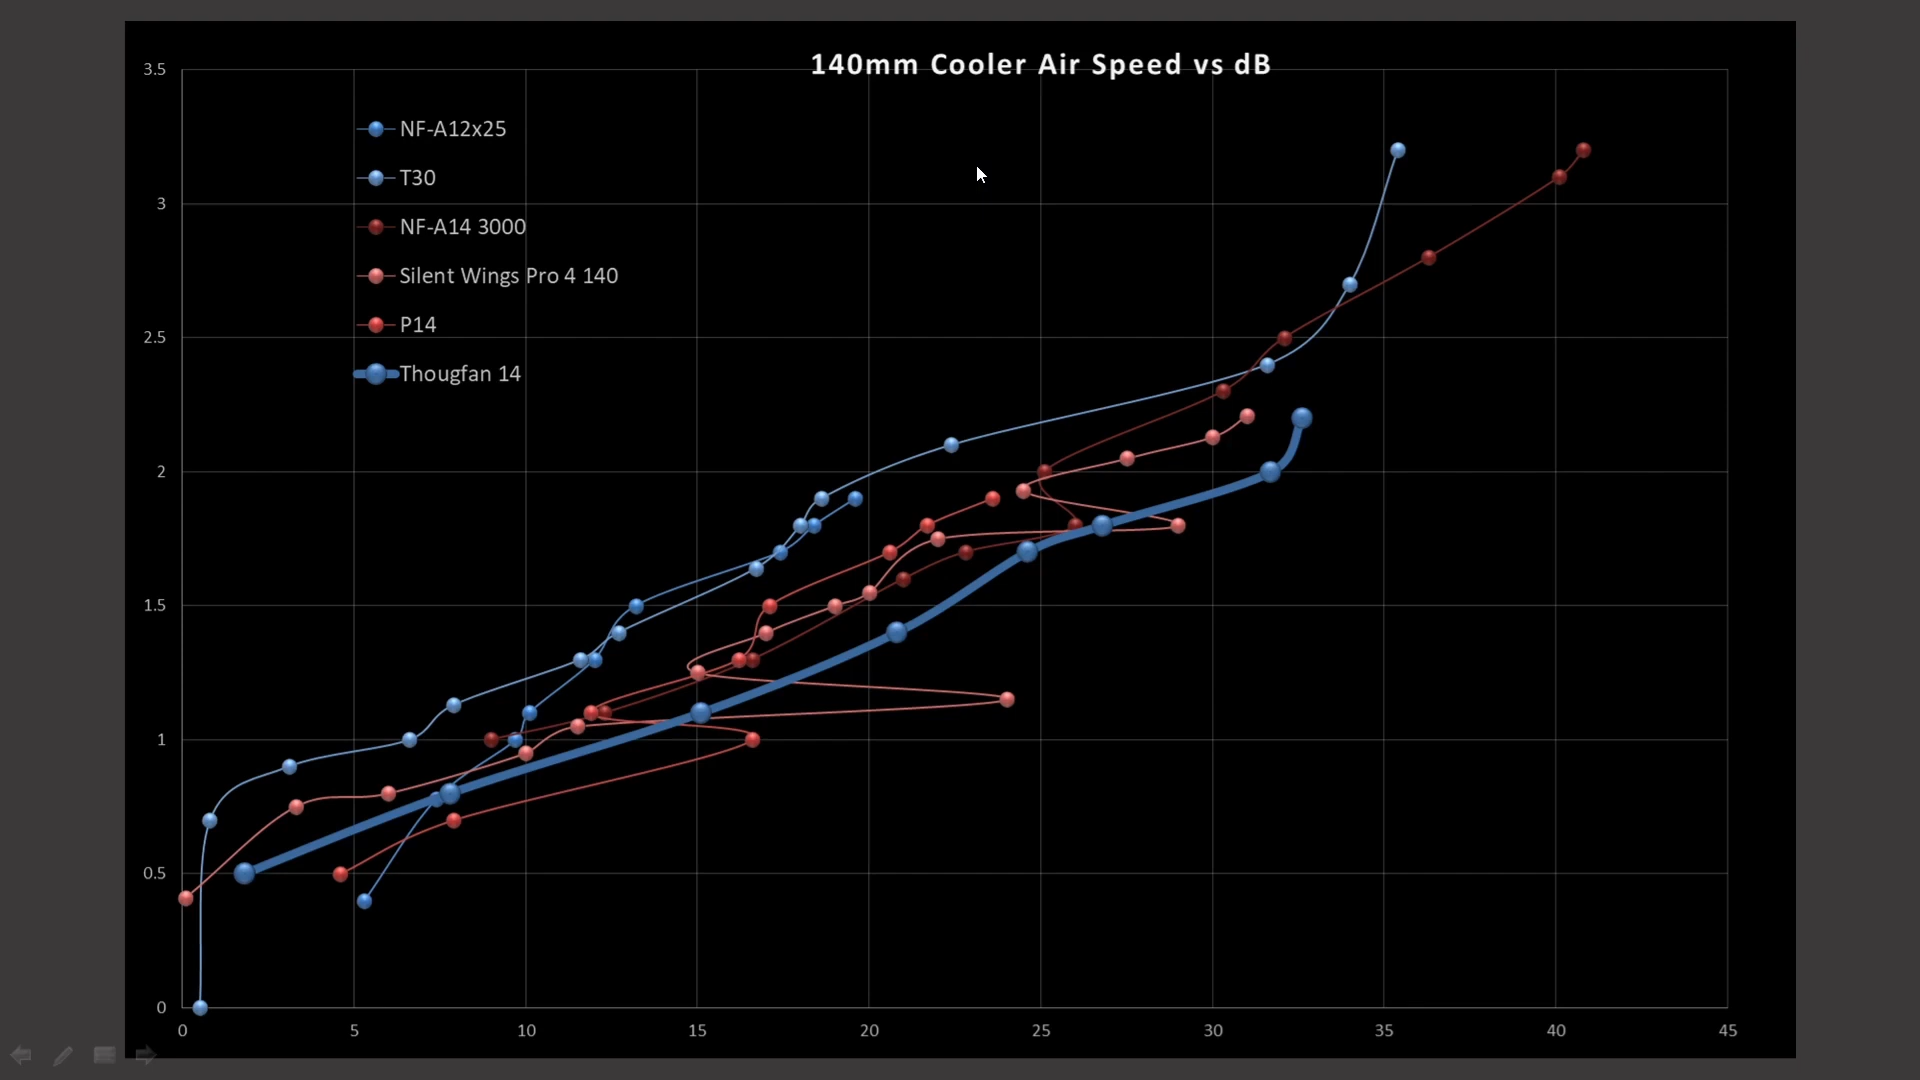 140mm Cooler Air Speed vs dB
3.5
3
2.5
2
1.5
1
0.5
0
NF-A12x25
T30
NF-A14 3000
Silent Wings Pro 4 140
P14
Thougfan 14
0 5 10 15 20 25 30 35 40 45